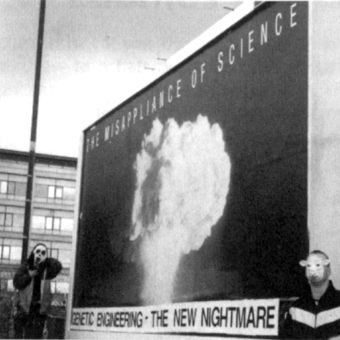 THE MISAPPLIANCE OF SCIENCE
GENETIC ENGINEERING - THE NEW NIGHTMARE